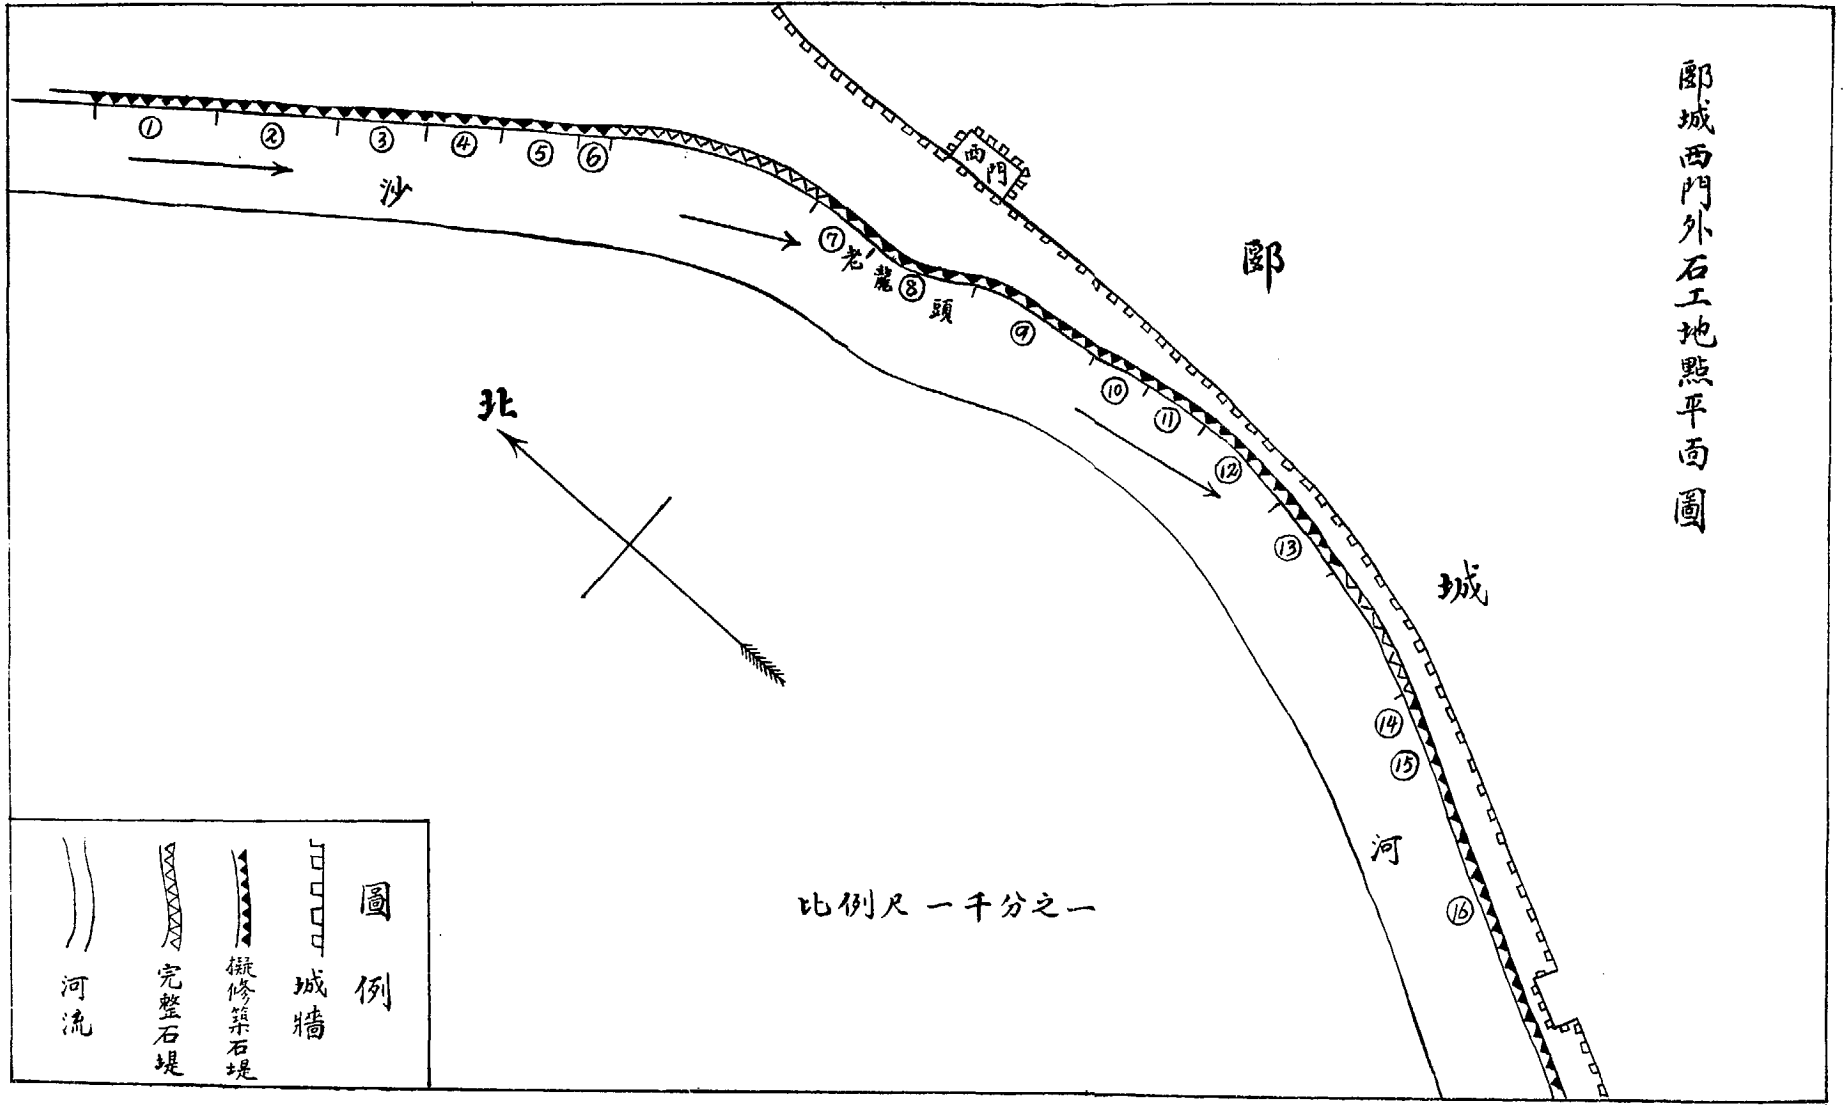 郾城西門外石工地點平面圖
西門
郾城
沙河
老龍頭
北
①
②
③
④
⑤
⑥
⑦
⑧
⑨
⑩
⑪
⑫
⑬
⑭
⑮
⑯
比例尺一千分之一
圖例
城牆
擬修築石堤
完整石堤
河流